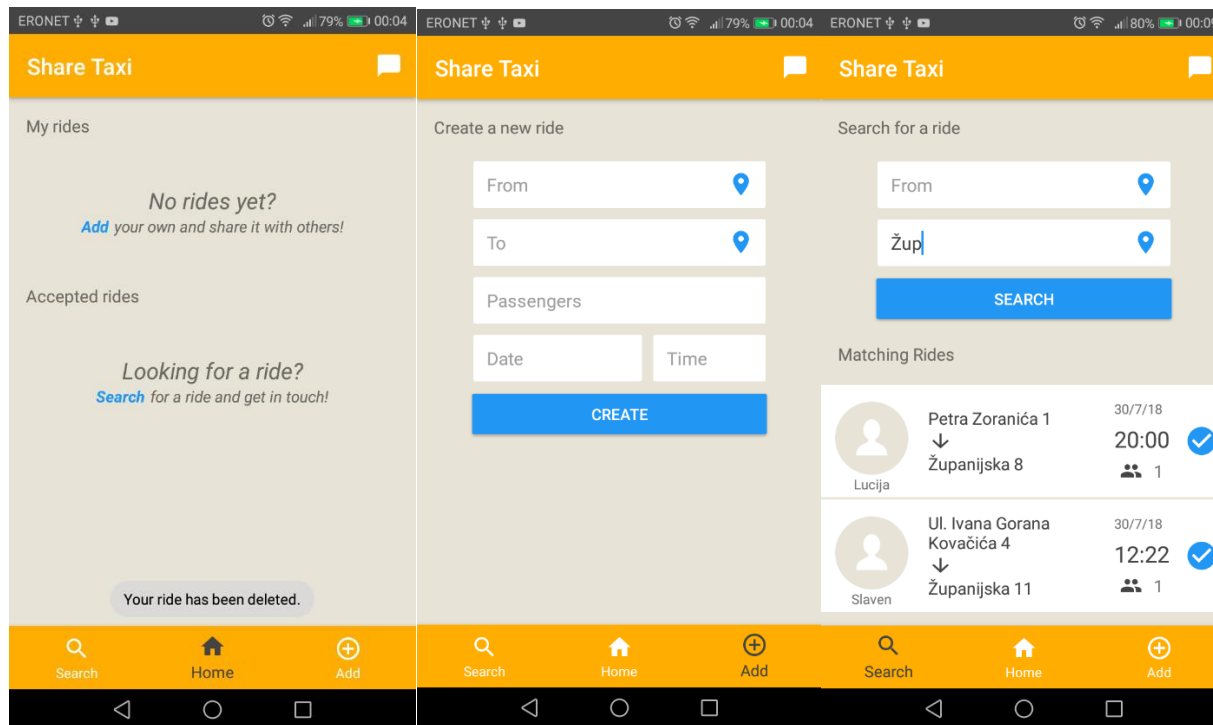 ERONET 79% 00:04
Share Taxi
My rides
No rides yet?
Add your own and share it with others!
Accepted rides
Looking for a ride?
Search for a ride and get in touch!
Your ride has been deleted.
Search Home Add
ERONET 79% 00:04
Share Taxi
Create a new ride
From
To
Passengers
Date Time
CREATE
Search Home Add
ERONET 80%
Share Taxi
Search for a ride
From
Žup
SEARCH
Matching Rides
Petra Zoranića 1 30/7/18
20:00
Županijska 8 1
Lucija
Ul. Ivana Gorana 30/7/18
Kovačića 4
12:22
Županijska 11 1
Slaven
Search Home Add